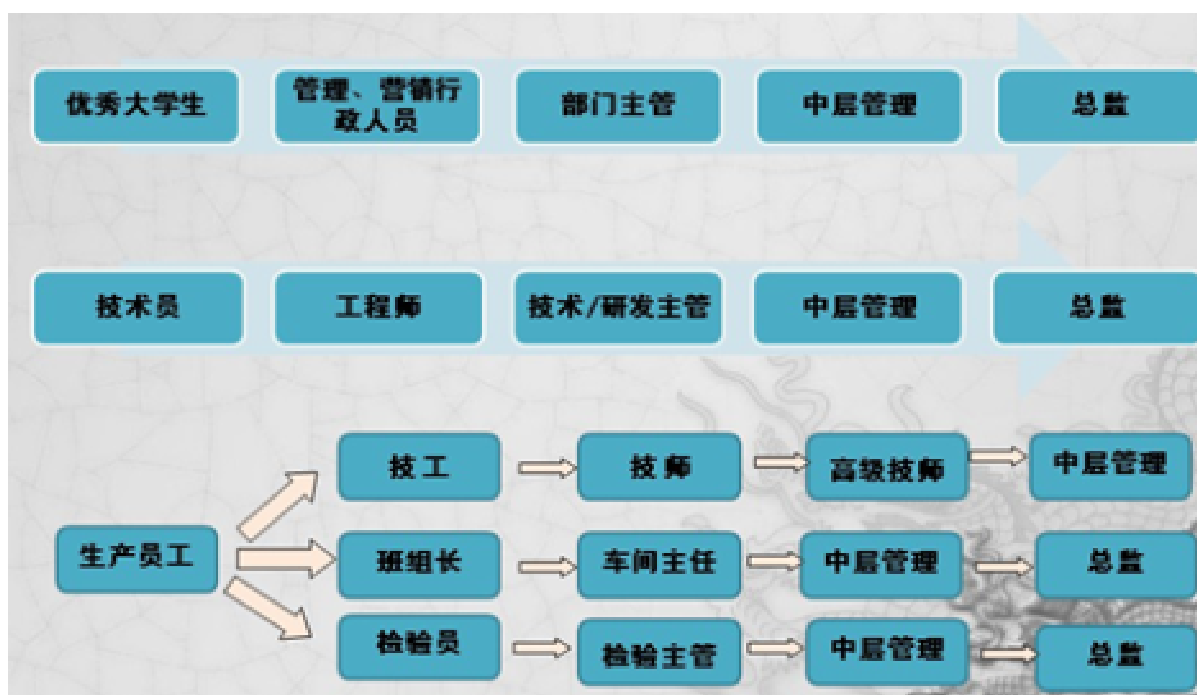 优秀大学生
管理、营销行
政人员
部门主管
中层管理
总监
技术员
工程师
技术/研发主管
中层管理
总监
技工
技师
高级技师
中层管理
生产员工
班组长
车间主任
中层管理
总监
检验员
检验主管
中层管理
总监